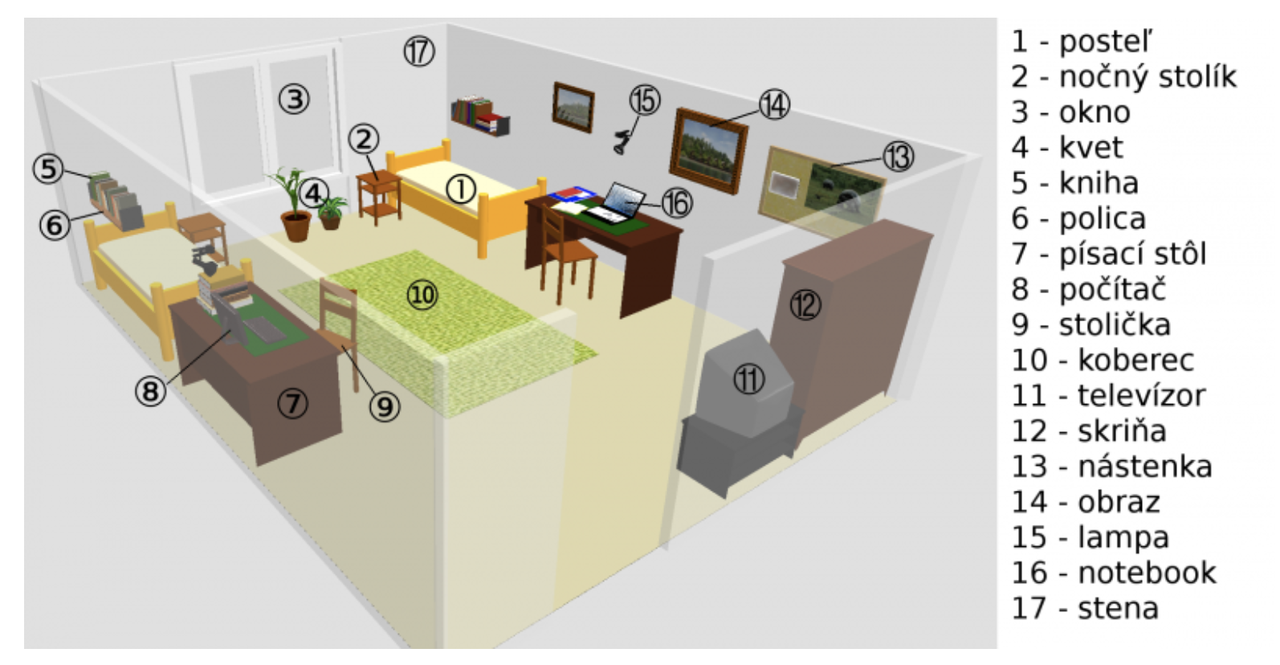 ⑰
③
⑮
⑭
②
⑬
⑤
④
①
⑯
⑥
⑩
⑫
⑪
⑧
⑦
⑨
1 - posteľ
2 - nočný stolík
3 - okno
4 - kvet
5 - kniha
6 - polica
7 - písací stôl
8 - počítač
9 - stolička
10 - koberec
11 - televízor
12 - skriňa
13 - nástenka
14 - obraz
15 - lampa
16 - notebook
17 - stena